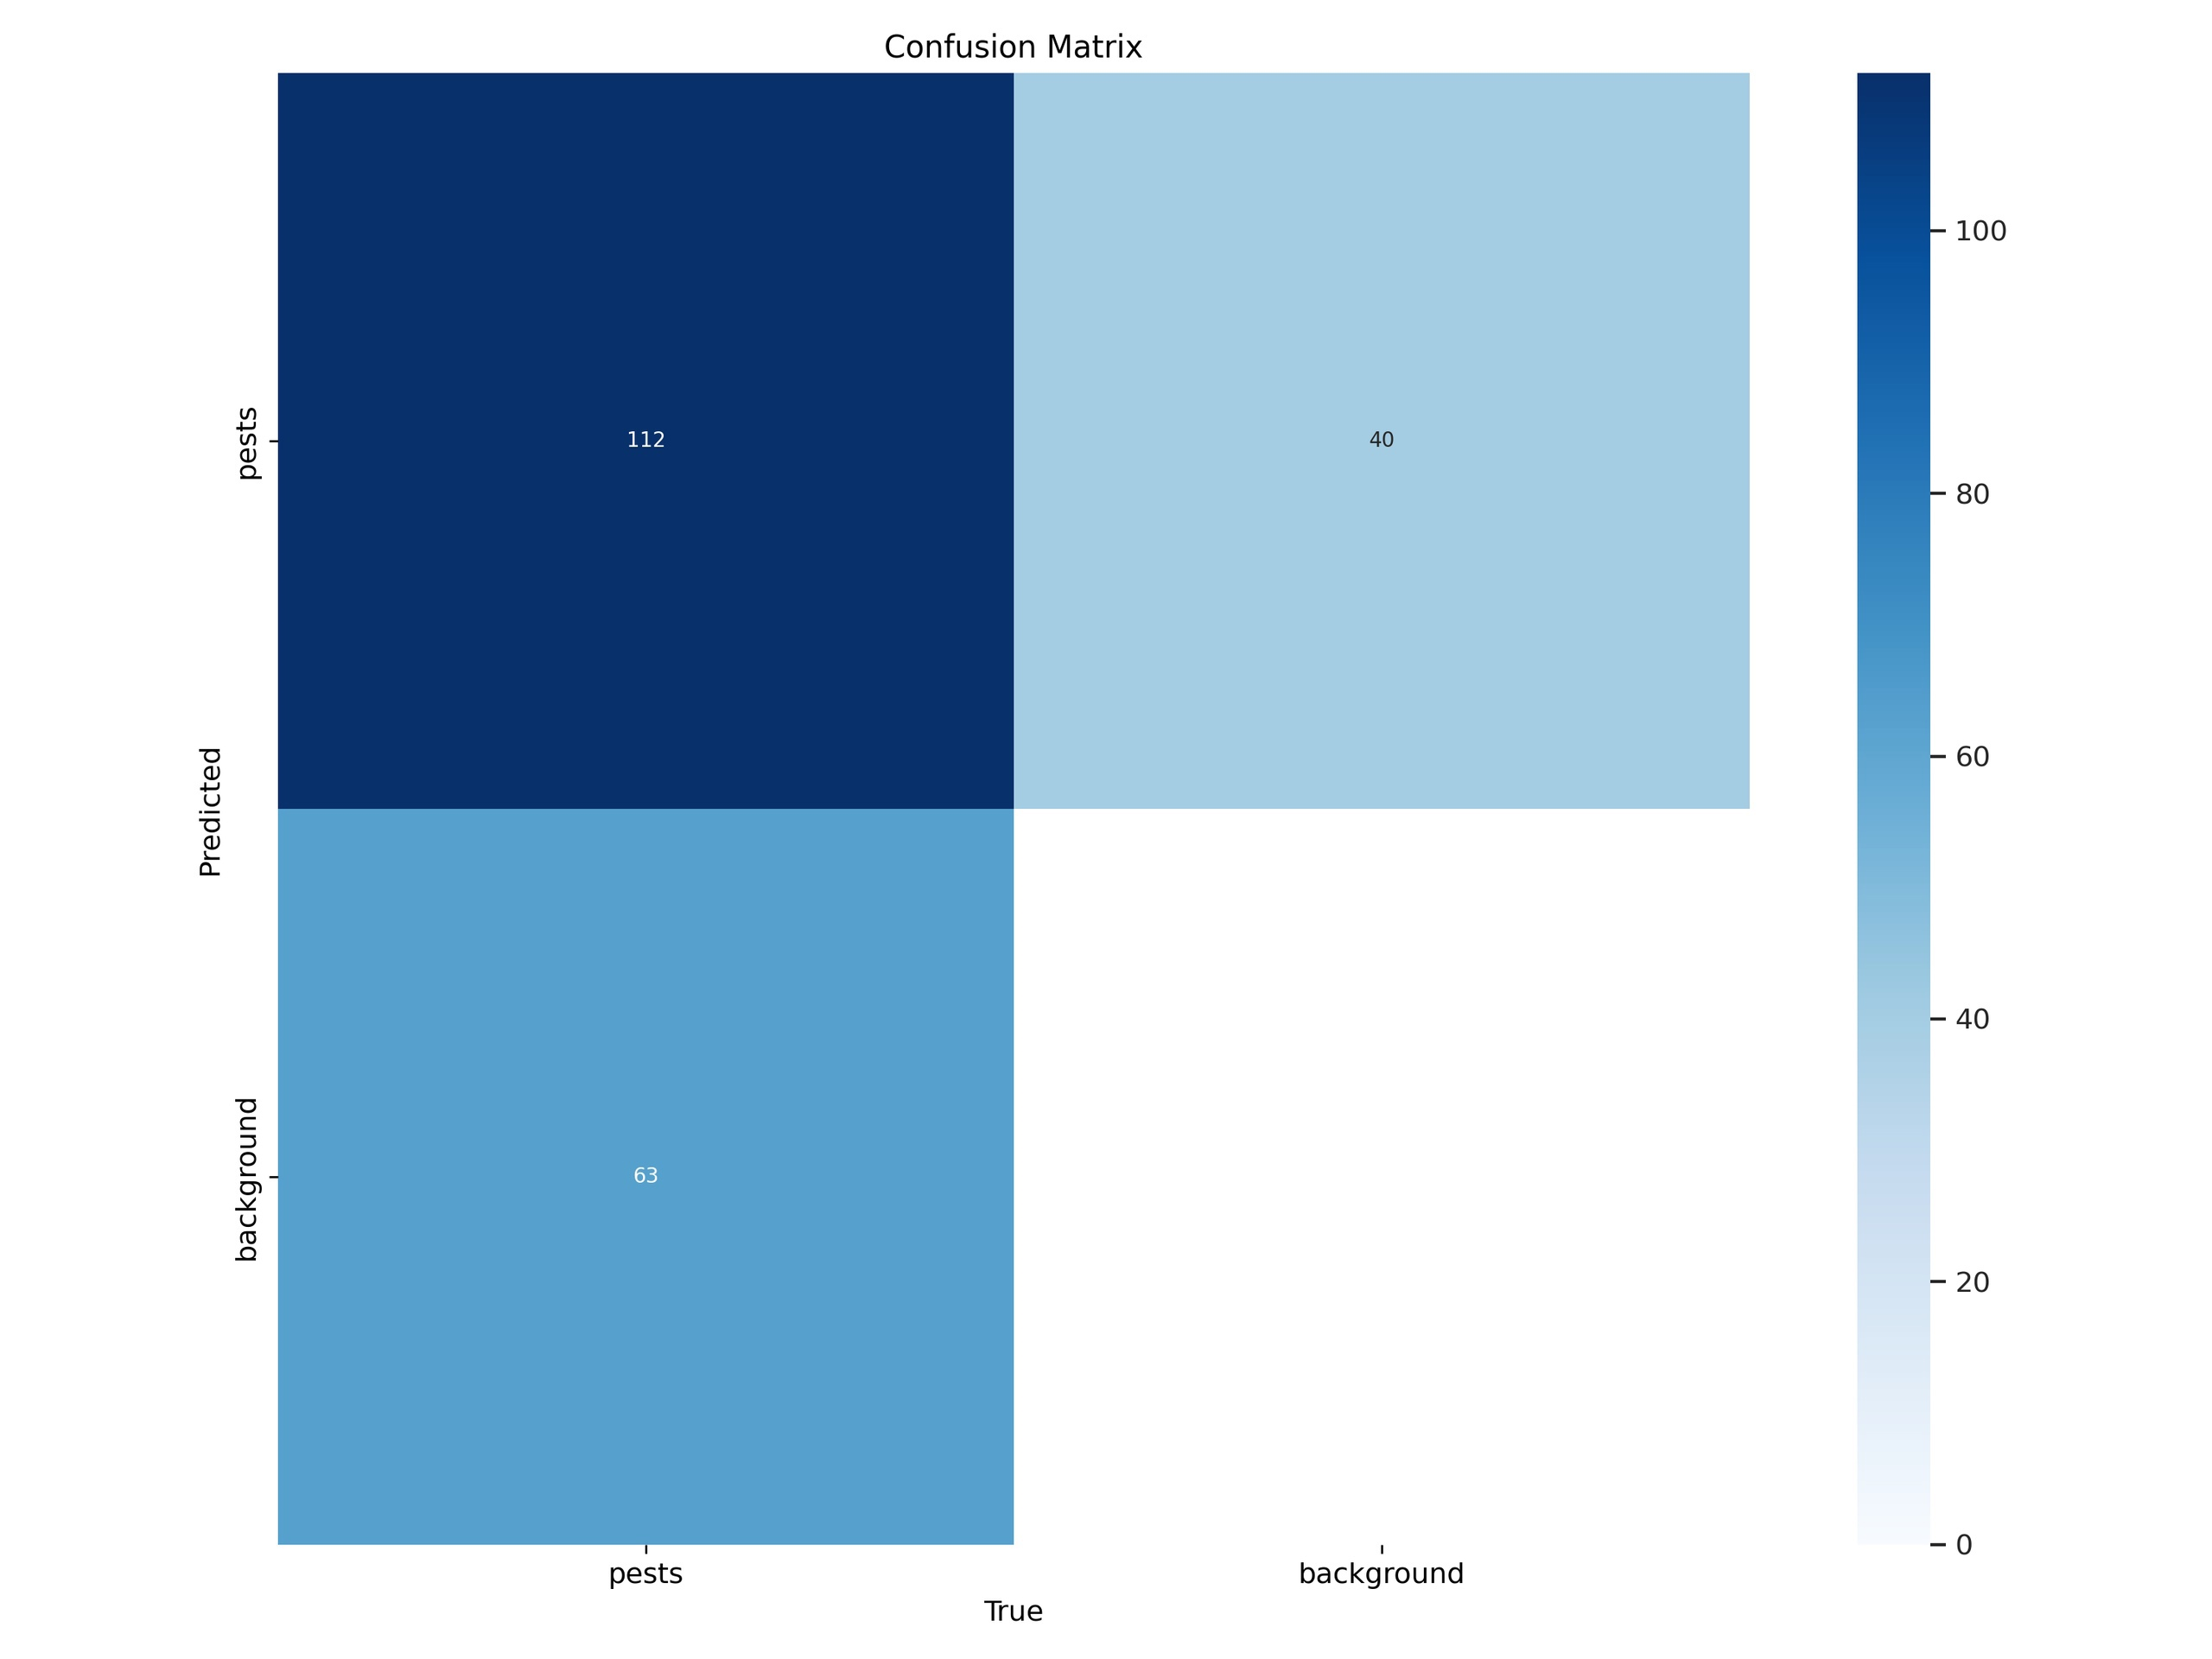 Confusion Matrix
112
40
63
pests
background
Predicted
pests
background
True
100
80
60
40
20
0